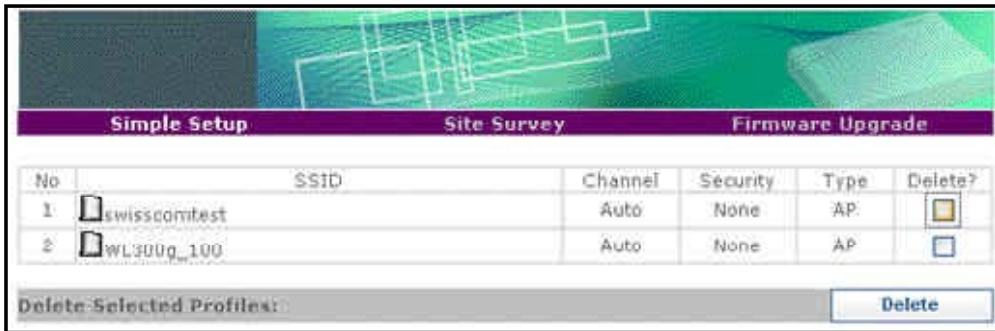 Simple Setup Site Survey Firmware Upgrade
No SSID Channel Security Type Delete?
1 swisscomtest Auto None AP
2 WL300g_100 Auto None AP
Delete Selected Profiles: Delete